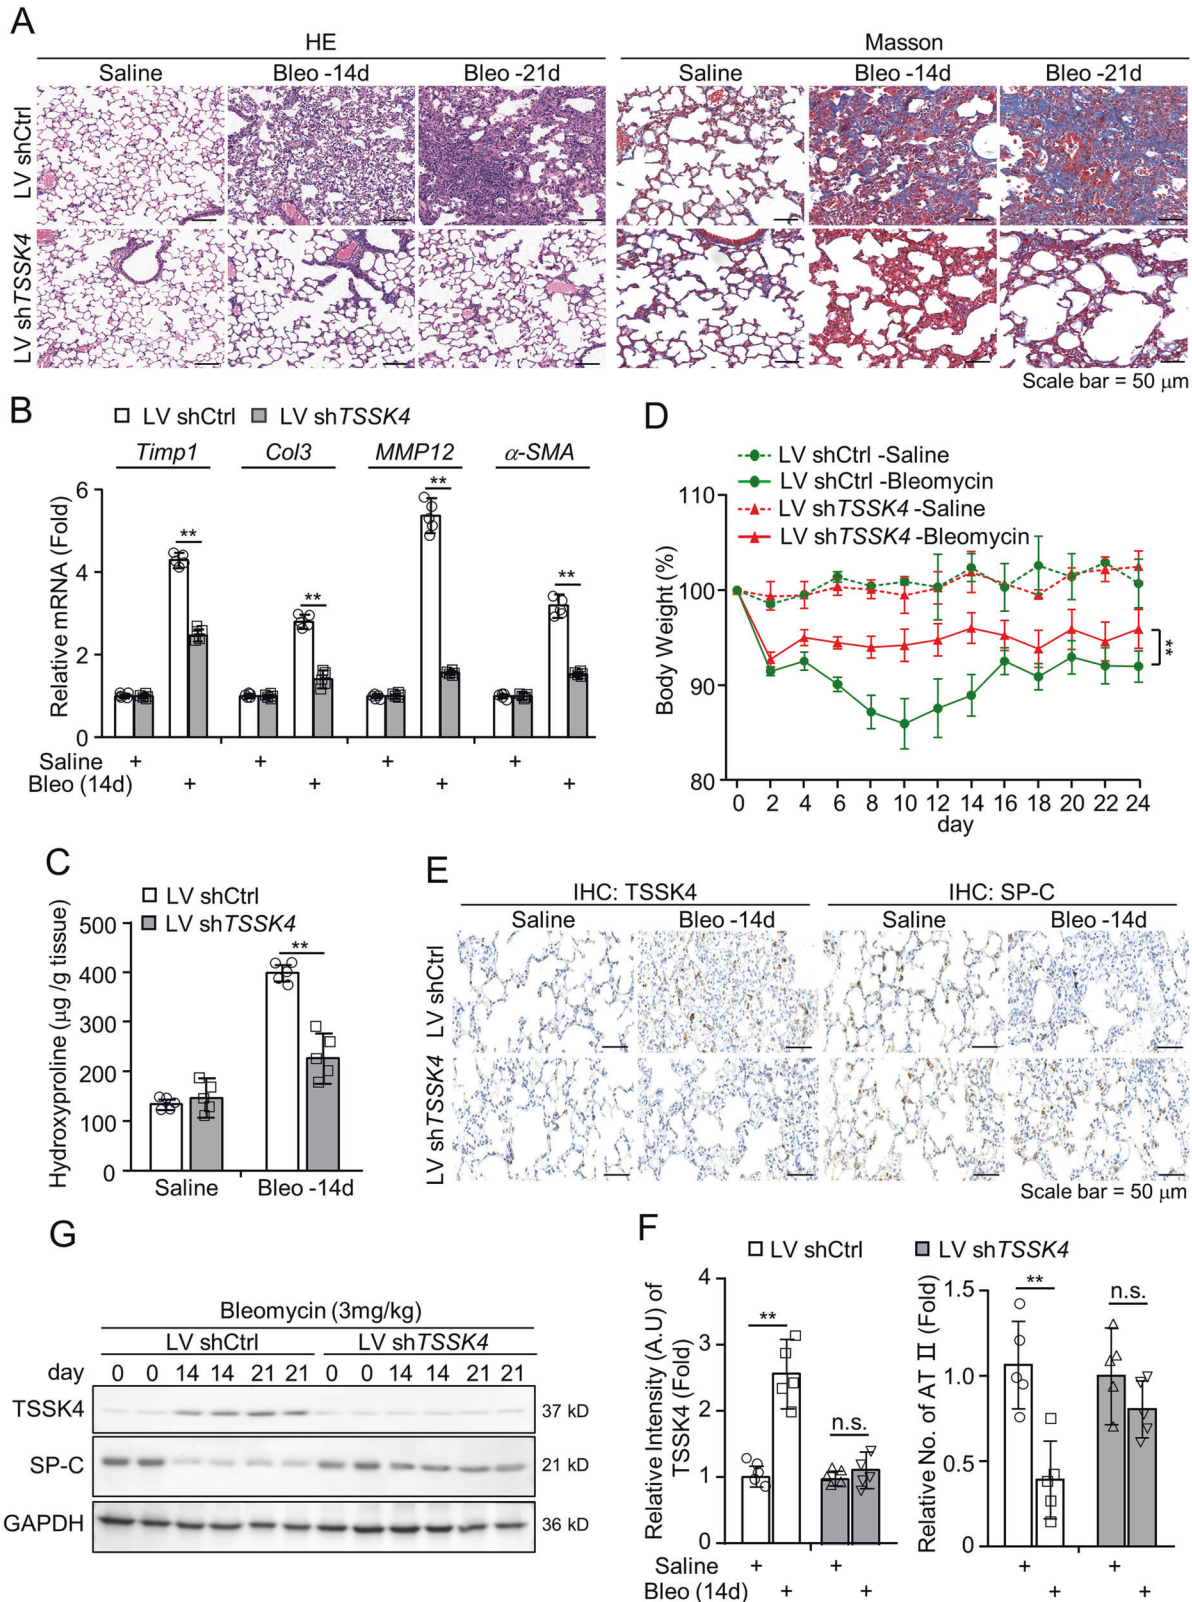 A
HE
Masson
Saline Bleo -14d Bleo -21d Saline Bleo -14d Bleo -21d
LV shCtrl
LV shTSSK4
Scale bar = 50 μm
B
LV shCtrl LV shTSSK4
Timp1 Col3 MMP12 α-SMA
Relative mRNA (Fold)
6
4
2
0
** ** ** **
Saline + + + +
Bleo (14d) + + + +
D
LV shCtrl -Saline
LV shCtrl -Bleomycin
LV shTSSK4 -Saline
LV shTSSK4 -Bleomycin
Body Weight (%)
110
100
90
80
**
0 2 4 6 8 10 12 14 16 18 20 22 24
day
C
LV shCtrl
LV shTSSK4
Hydroxyproline (μg /g tissue)
500
400
300
200
100
0
**
Saline Bleo -14d
E
IHC: TSSK4 IHC: SP-C
Saline Bleo -14d Saline Bleo -14d
LV shCtrl
LV shTSSK4
Scale bar = 50 μm
G
Bleomycin (3mg/kg)
LV shCtrl LV shTSSK4
day 0 0 14 14 21 21 0 0 14 14 21 21
TSSK4 37 kD
SP-C 21 kD
GAPDH 36 kD
F
LV shCtrl LV shTSSK4
Relative Intensity (A.U) of
TSSK4 (Fold)
4
3
2
1
0
** n.s.
Relative No. of AT II (Fold)
1.5
1.0
0.5
0
** n.s.
Saline + + + +
Bleo (14d) + + + +